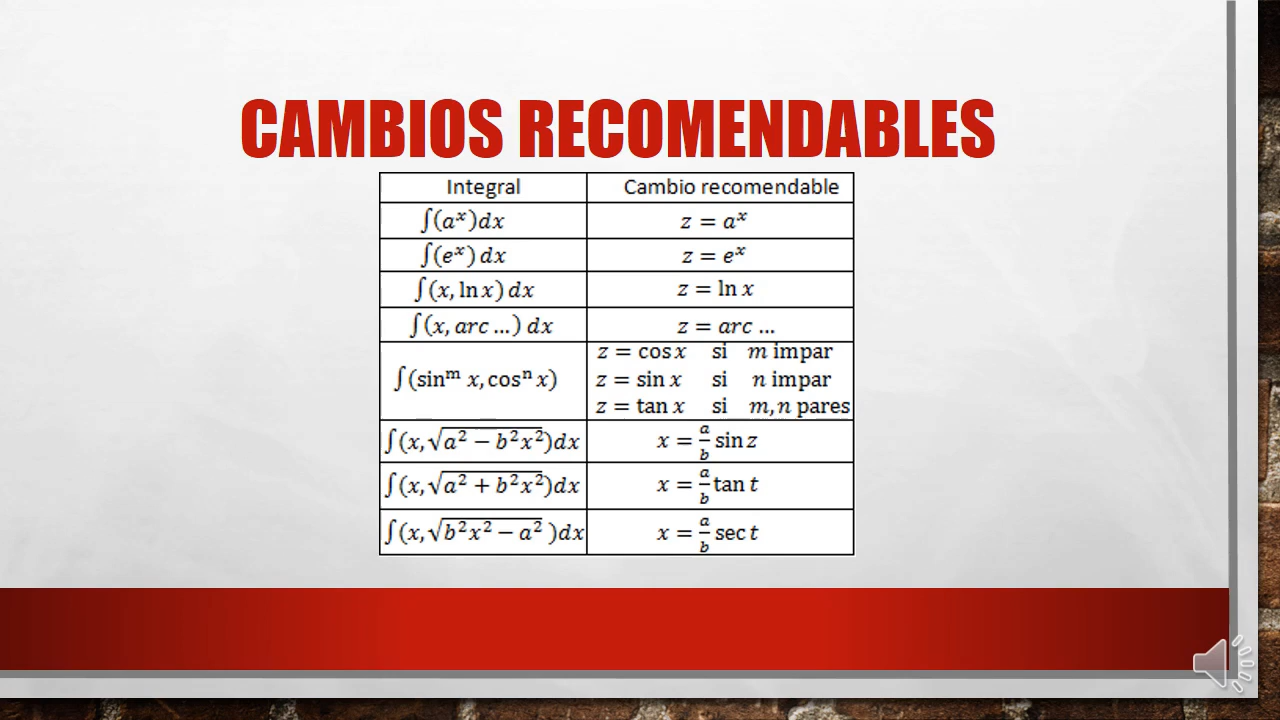 CAMBIOS RECOMENDABLES
Integral Cambio recomendable
∫(aˣ)dx z = aˣ
∫(eˣ) dx z = eˣ
∫(x, ln x) dx z = ln x
∫(x, arc …) dx z = arc …
z = cos x si m impar
∫(sinᵐ x, cosⁿ x) z = sin x si n impar
z = tan x si m, n pares
∫(x, √(a² − b²x²))dx x = a/b sin z
∫(x, √(a² + b²x²))dx x = a/b tan t
∫(x, √(b²x² − a²) )dx x = a/b sec t